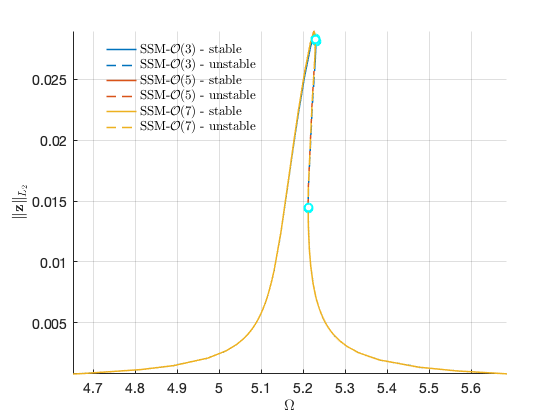 SSM-𝒪(3) - stable
SSM-𝒪(3) - unstable
SSM-𝒪(5) - stable
SSM-𝒪(5) - unstable
SSM-𝒪(7) - stable
SSM-𝒪(7) - unstable
0.025
0.02
0.015
0.01
0.005
‖z‖L₂
4.7 4.8 4.9 5 5.1 5.2 5.3 5.4 5.5 5.6
Ω